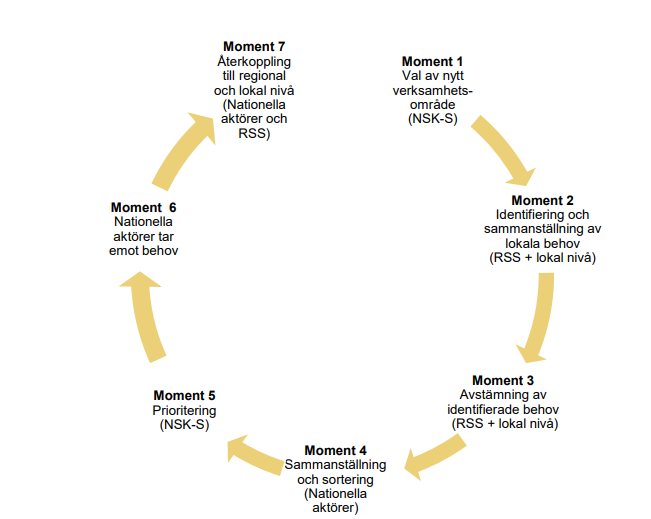 Moment 1
Val av nytt
verksamhets-
område
(NSK-S)
Moment 2
Identifiering och
sammanställning av
lokala behov
(RSS + lokal nivå)
Moment 3
Avstämning av
identifierade behov
(RSS + lokal nivå)
Moment 4
Sammanställning
och sortering
(Nationella
aktörer)
Moment 5
Prioritering
(NSK-S)
Moment  6
Nationella
aktörer tar
emot behov
Moment 7
Återkoppling
till regional
och lokal nivå
(Nationella
aktörer och
RSS)